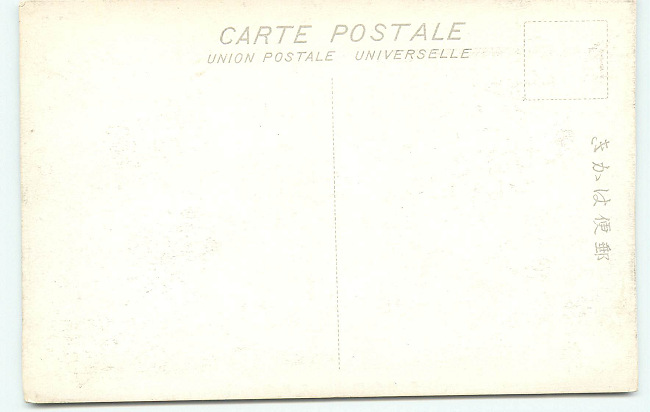 CARTE POSTALE
UNION POSTALE UNIVERSELLE
郵便はかき